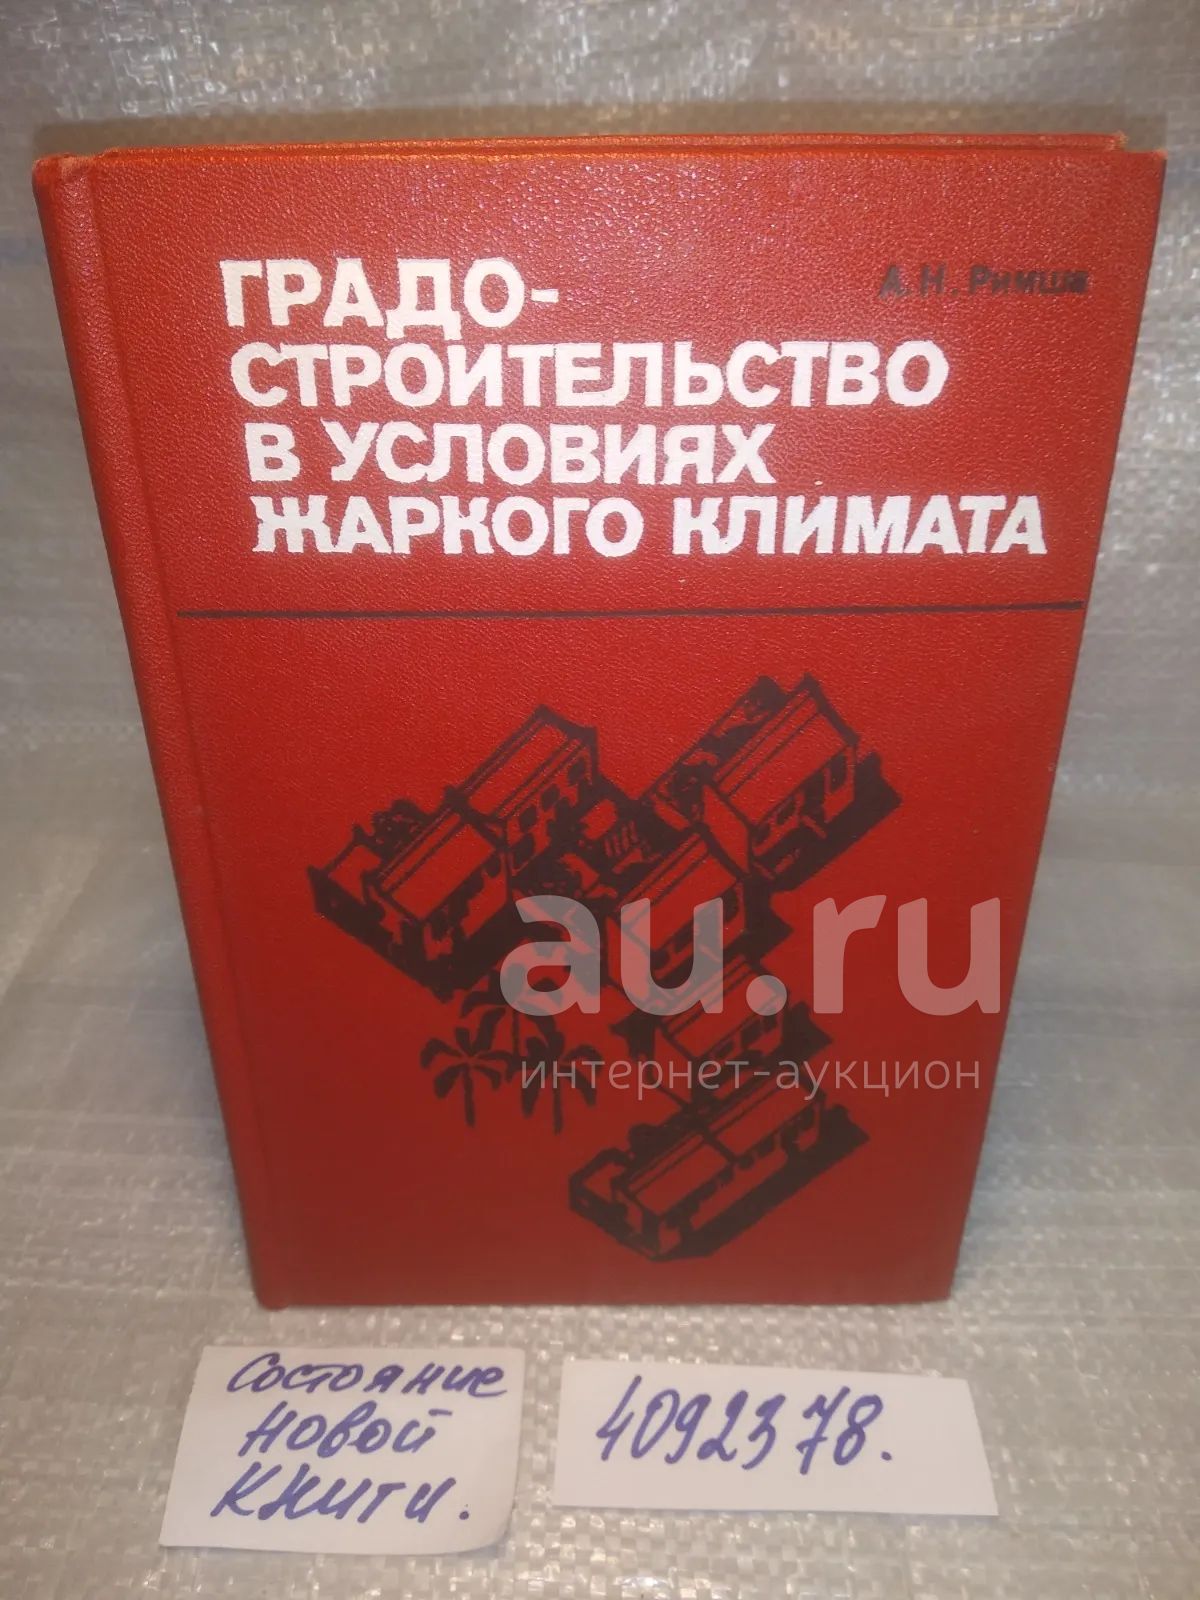 А. Н. Римша
ГРАДО-
СТРОИТЕЛЬСТВО
В УСЛОВИЯХ
ЖАРКОГО КЛИМАТА
au.ru
интернет-аукцион
Состояние
новой
книги.
4092378.